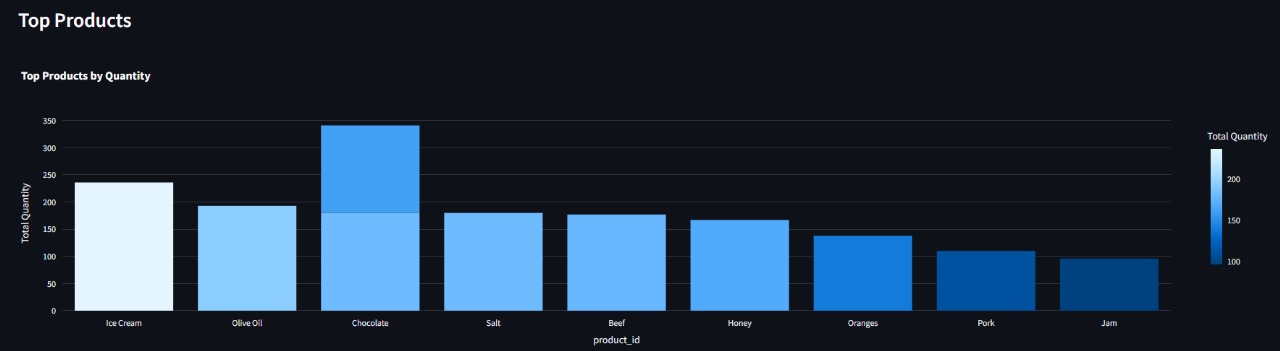 Top Products
Top Products by Quantity
Total Quantity
350
300
250
200
150
100
50
0
Ice Cream Olive Oil Chocolate Salt Beef Honey Oranges Pork Jam
product_id
Total Quantity
200
150
100